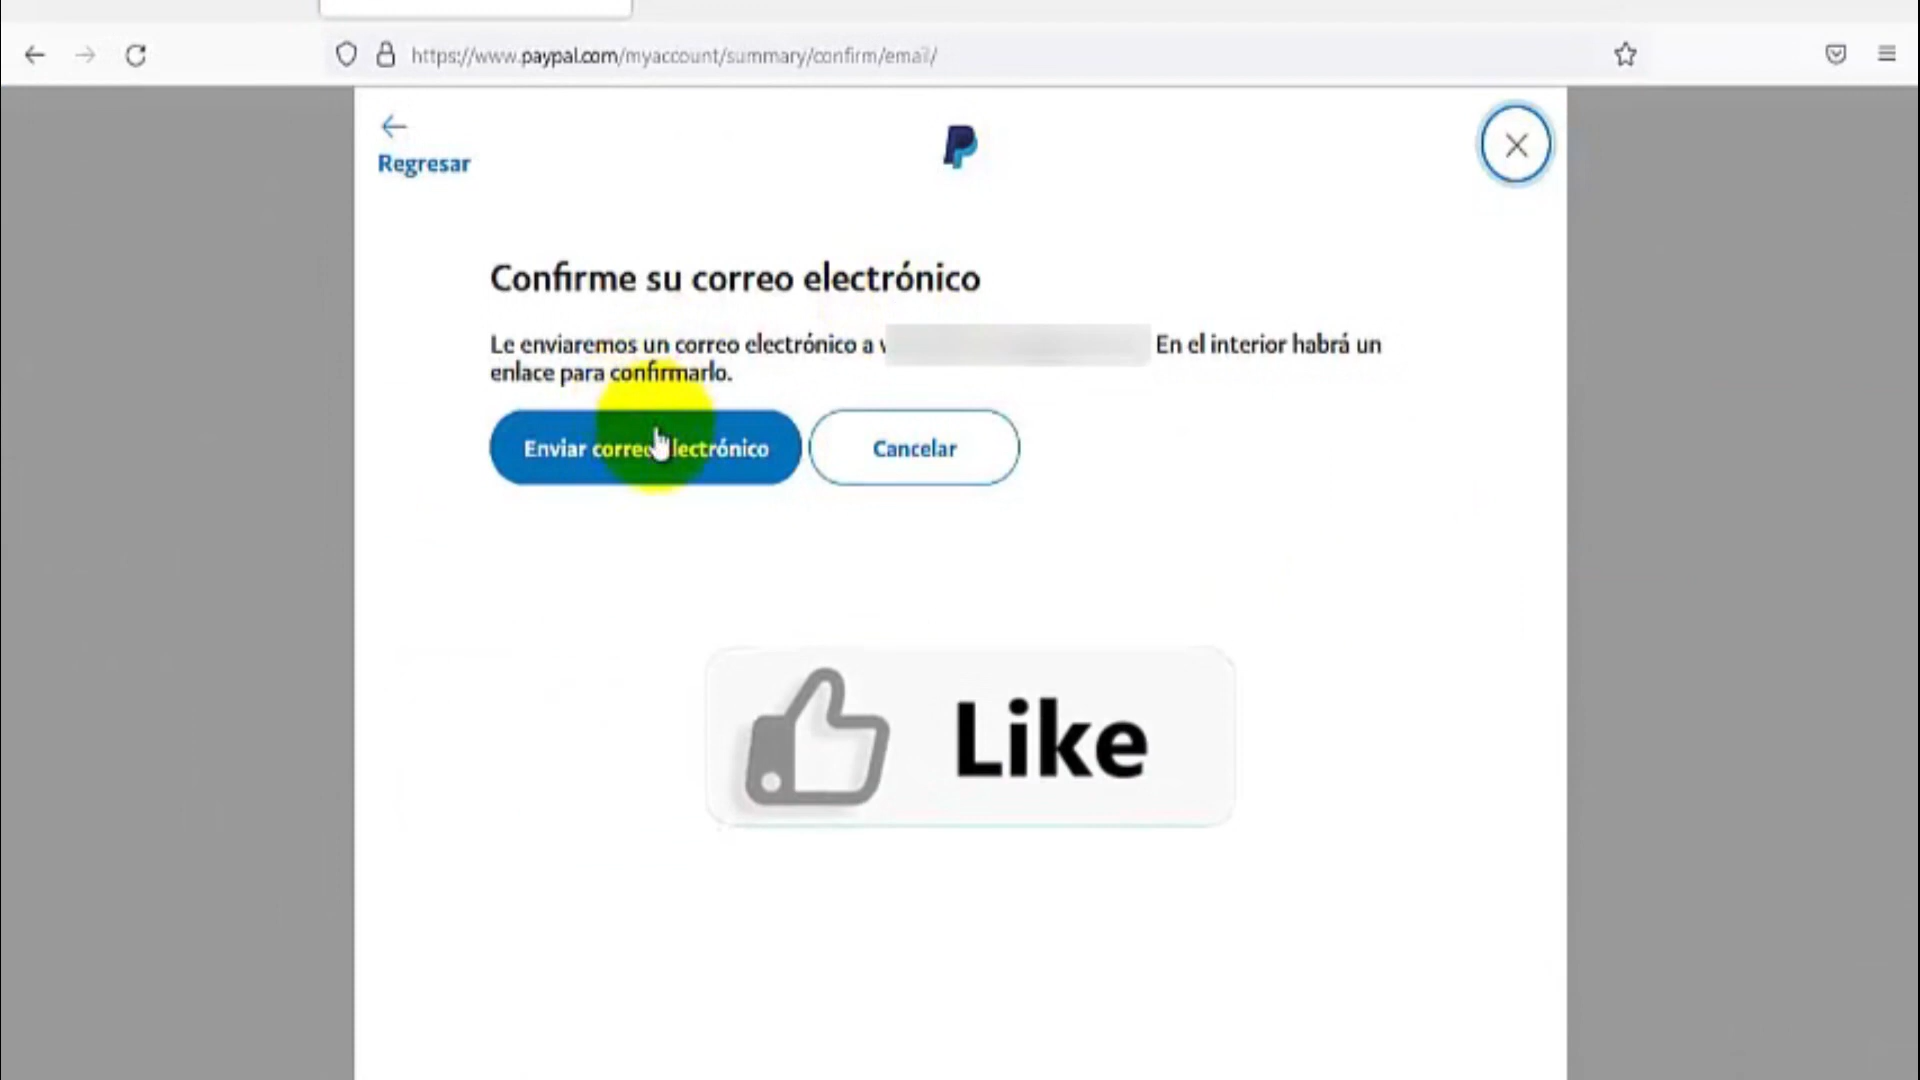 https://www.paypal.com/myaccount/summary/confirm/email/
Regresar
Confirme su correo electrónico
Le enviaremos un correo electrónico a En el interior habrá un
enlace para confirmarlo.
Enviar correo electrónico
Cancelar
Like